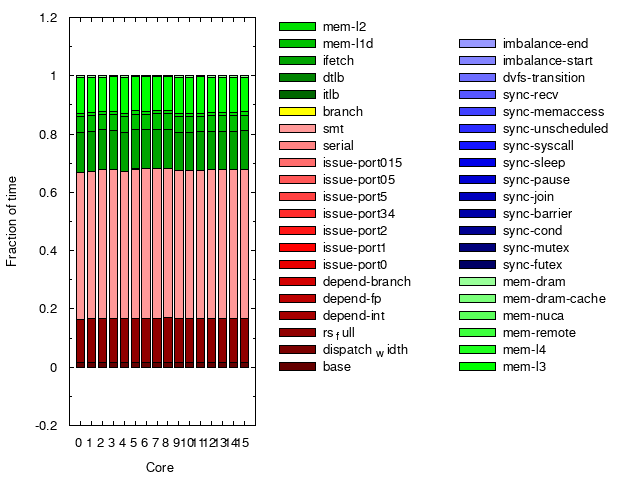 1.2
1
0.8
0.6
0.4
0.2
0
-0.2
Fraction of time
0 1 2 3 4 5 6 7 8 9 10 11 12 13 14 15
Core
mem-l2
mem-l1d
ifetch
dtlb
itlb
branch
smt
serial
issue-port015
issue-port05
issue-port5
issue-port34
issue-port2
issue-port1
issue-port0
depend-branch
depend-fp
depend-int
rsfull
dispatchwidth
base
imbalance-end
imbalance-start
dvfs-transition
sync-recv
sync-memaccess
sync-unscheduled
sync-syscall
sync-sleep
sync-pause
sync-join
sync-barrier
sync-cond
sync-mutex
sync-futex
mem-dram
mem-dram-cache
mem-nuca
mem-remote
mem-l4
mem-l3